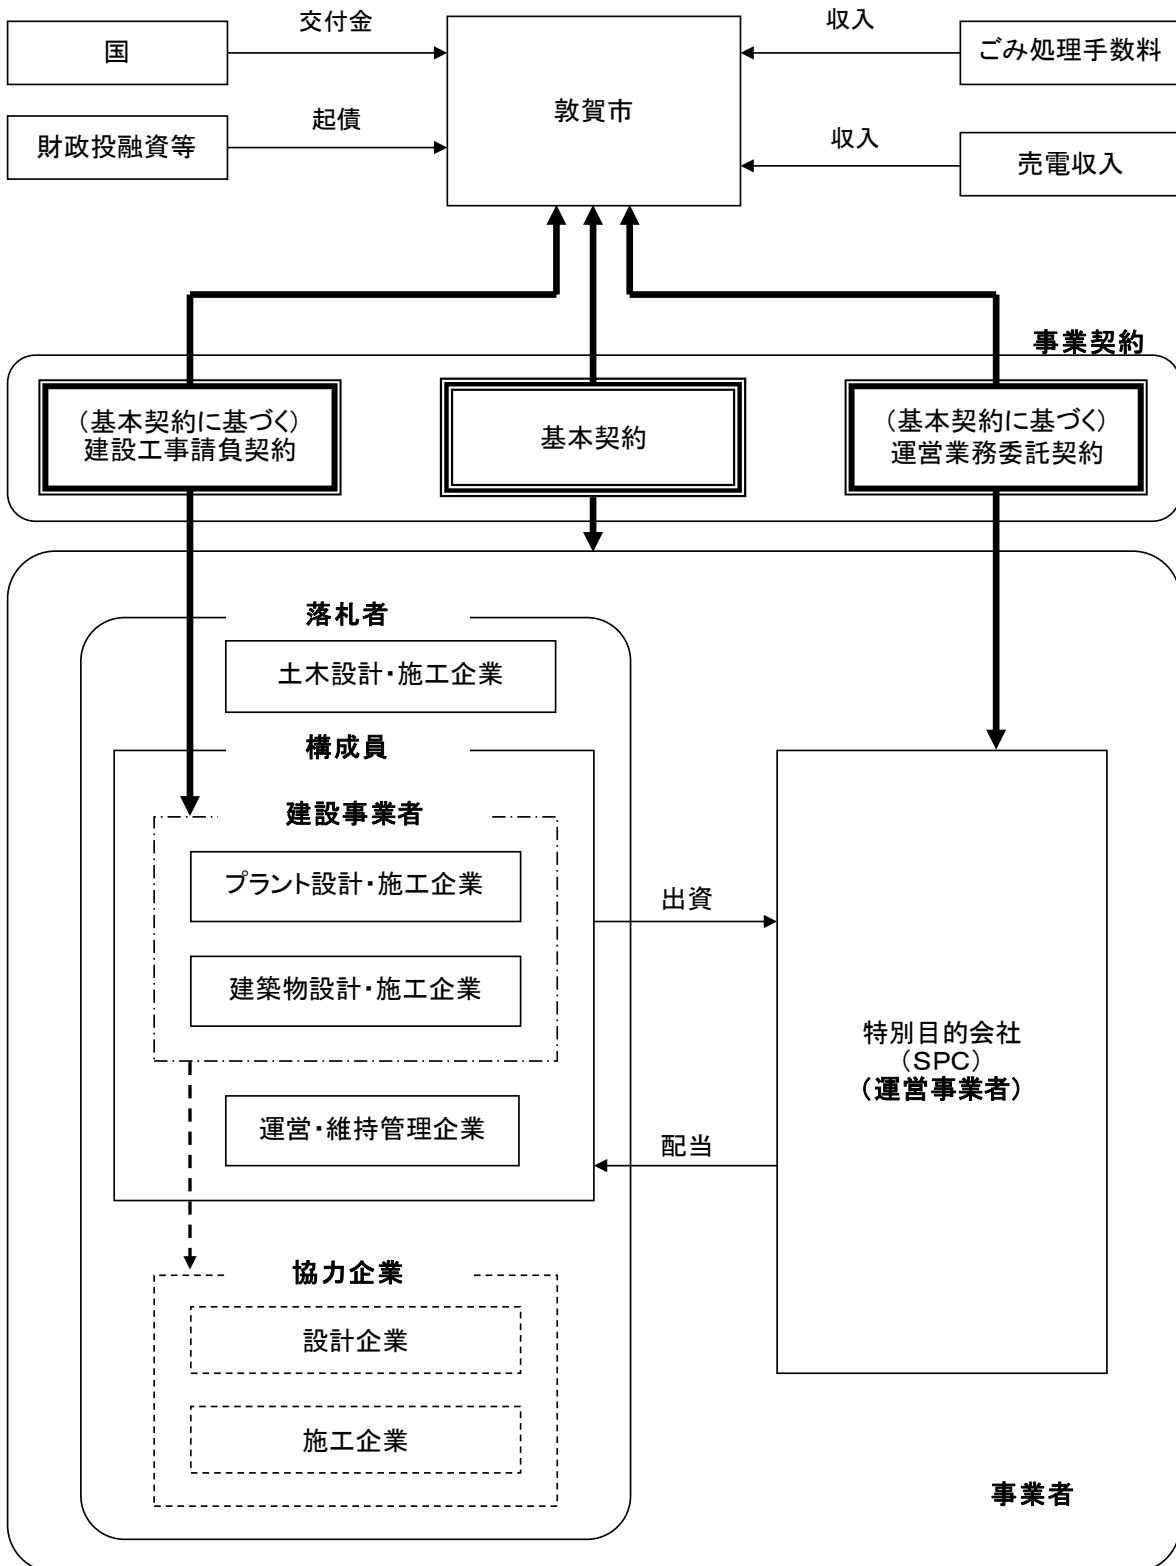 交付金
収入
国
ごみ処理手数料
敦賀市
起債
収入
財政投融資等
売電収入
事業契約
(基本契約に基づく)
建設工事請負契約
基本契約
(基本契約に基づく)
運営業務委託契約
落札者
土木設計・施工企業
構成員
建設事業者
プラント設計・施工企業
出資
建築物設計・施工企業
特別目的会社
(SPC)
(運営事業者)
運営・維持管理企業
配当
協力企業
設計企業
施工企業
事業者